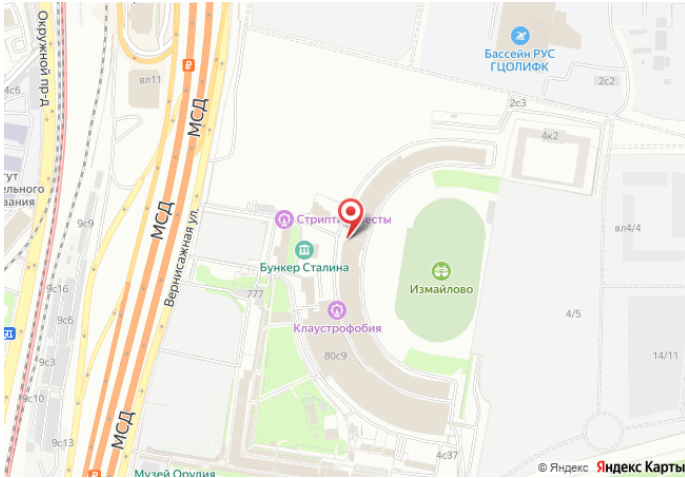 Окружной пр-д
4с6
вл11
МСД
Бассейн РУС
ГЦОЛИФК
2с2
2с3
4к2
вл4/4
МСД
Вернисажная ул.
9с9
Бункер Сталина
777
Измайлово
9с16
9с6
Клаустрофобия
4/5
9с3
80с9
14/11
9с10
МСД
9с13
4с37
Музей Орудия
© Яндекс Яндекс Карты